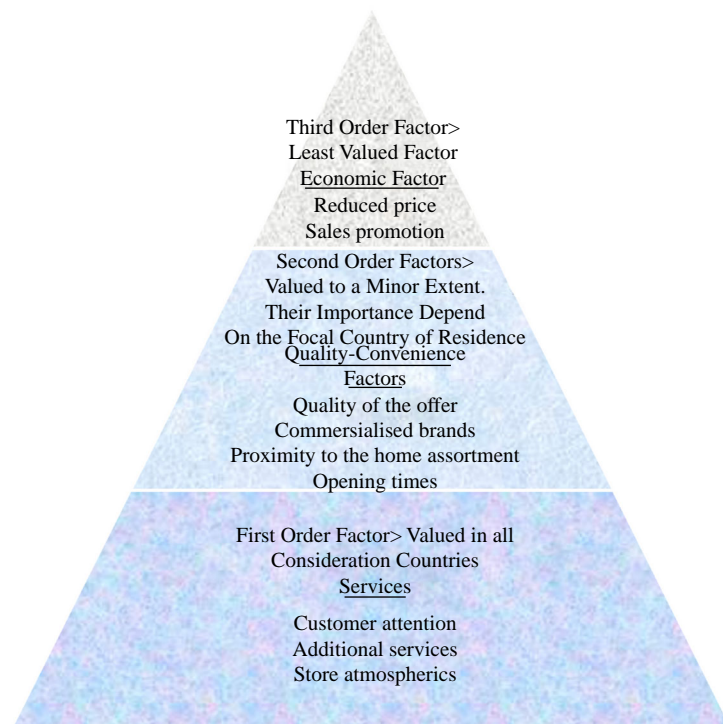 Third Order Factor>
Least Valued Factor
Economic Factor
Reduced price
Sales promotion
Second Order Factors>
Valued to a Minor Extent.
Their Importance Depend
On the Focal Country of Residence
Quality-Convenience
Factors
Quality of the offer
Commersialised brands
Proximity to the home assortment
Opening times
First Order Factor> Valued in all
Consideration Countries
Services
Customer attention
Additional services
Store atmospherics